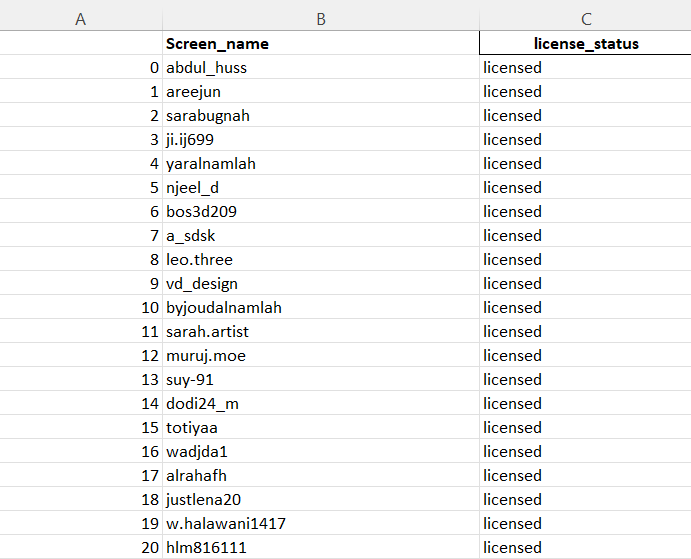 A B C
Screen_name license_status
0 abdul_huss licensed
1 areejun licensed
2 sarabugnah licensed
3 ji.ij699 licensed
4 yaralnamlah licensed
5 njeel_d licensed
6 bos3d209 licensed
7 a_sdsk licensed
8 leo.three licensed
9 vd_design licensed
10 byjoudalnamlah licensed
11 sarah.artist licensed
12 muruj.moe licensed
13 suy-91 licensed
14 dodi24_m licensed
15 totiyaa licensed
16 wadjda1 licensed
17 alrahafh licensed
18 justlena20 licensed
19 w.halawani1417 licensed
20 hlm816111 licensed